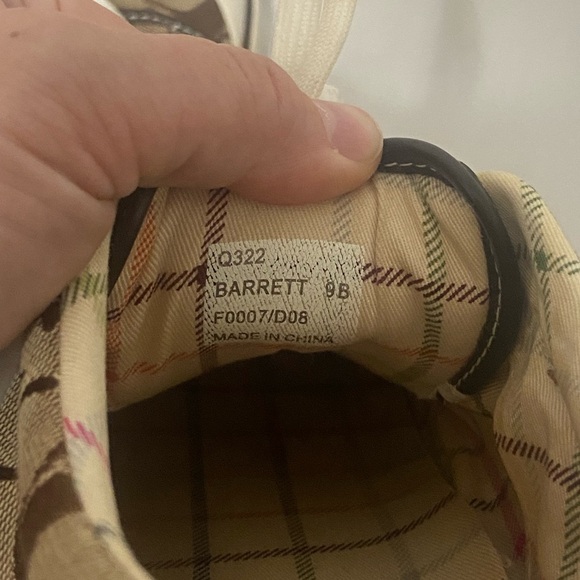 Q322
BARRETT 9B
F0007/D08
MADE IN CHINA